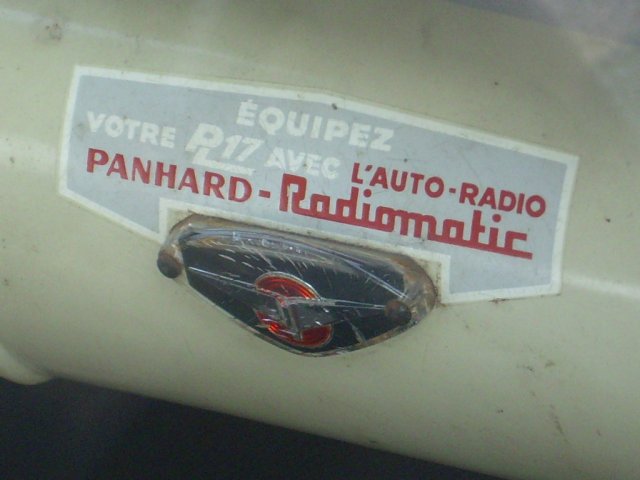 ÉQUIPEZ
VOTRE PL17 AVEC L'AUTO-RADIO
PANHARD-Radiomatic